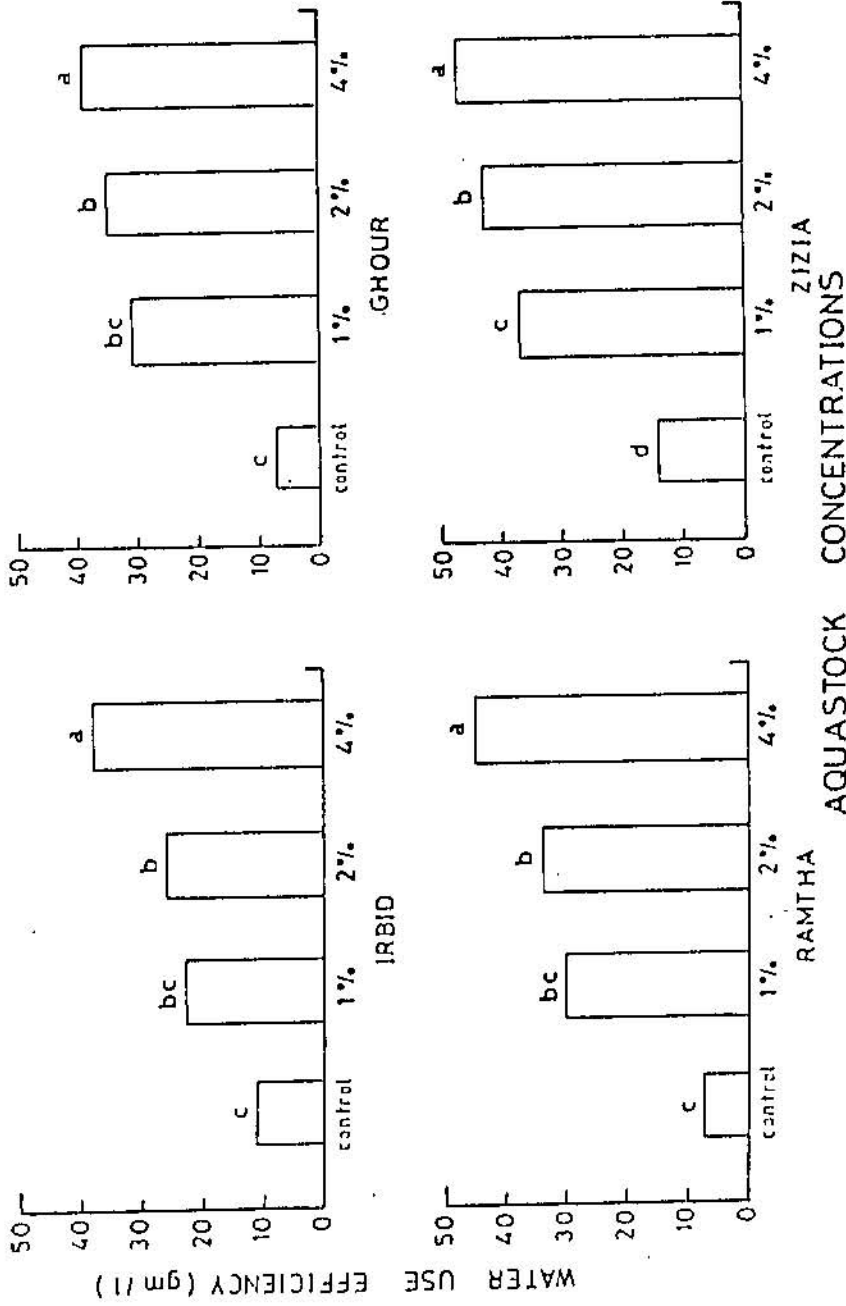 WATER USE EFFICIENCY (gm/l)
50
40
30
20
10
0
c
bc
b
a
control
1%
2%
4%
IRBID
50
40
30
20
10
0
c
bc
b
a
control
1%
2%
4%
GHOUR
50
40
30
20
10
0
c
bc
b
a
control
1%
2%
4%
RAMTHA
50
40
30
20
10
0
d
c
b
a
control
1%
2%
4%
ZIZIA
AQUASTOCK CONCENTRATIONS